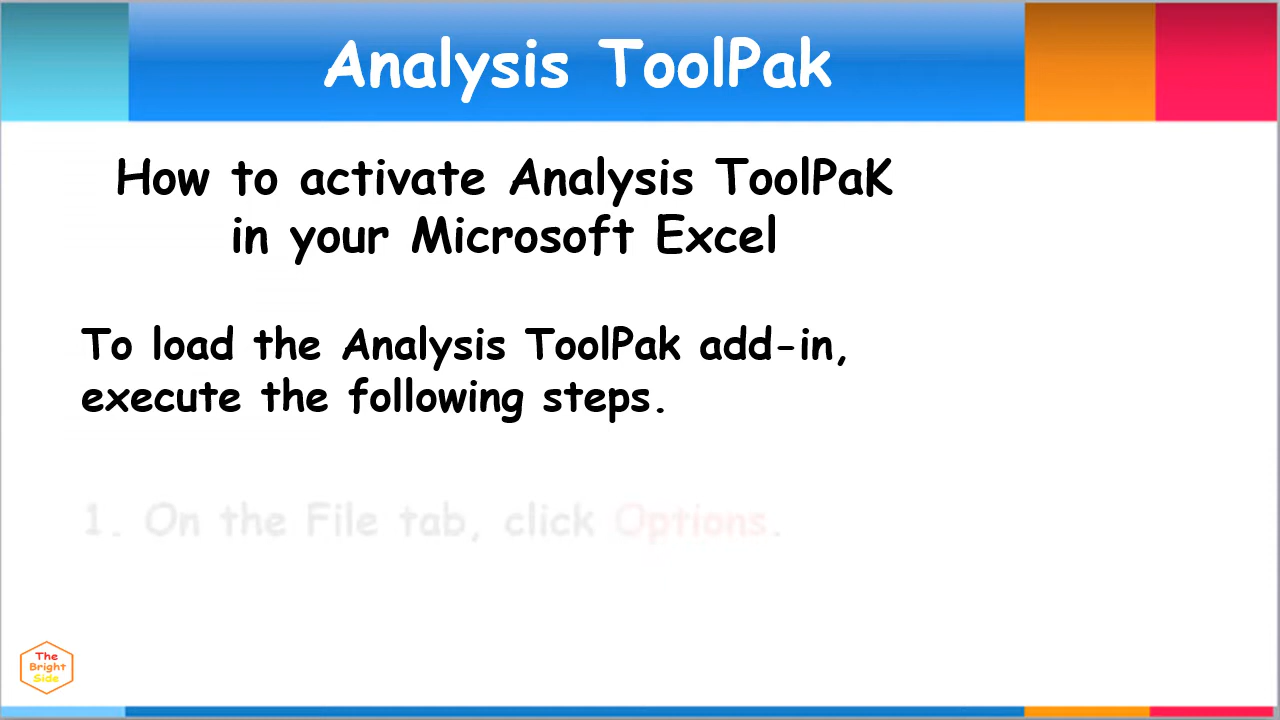 Analysis ToolPak
How to activate Analysis ToolPaK
in your Microsoft Excel
To load the Analysis ToolPak add-in,
execute the following steps.
1. On the File tab, click Options.
The
Bright
Side